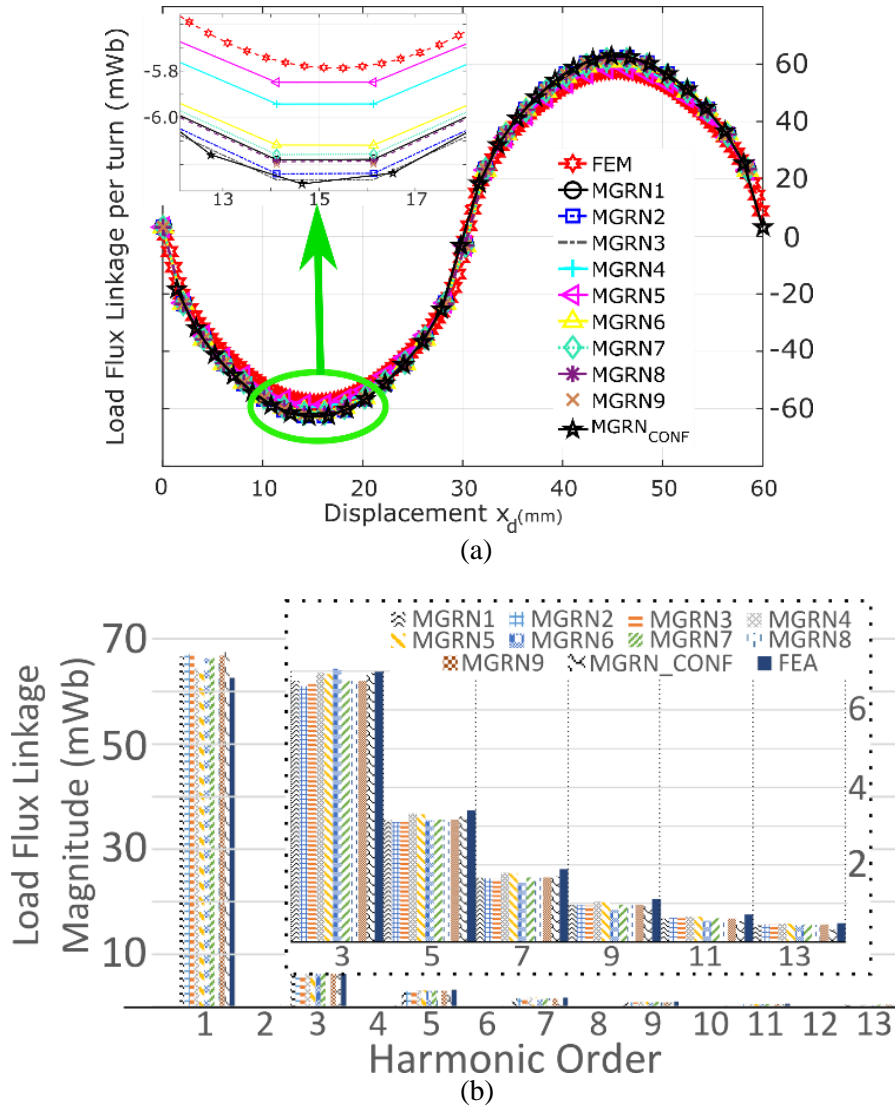 Load Flux Linkage per turn (mWb)
-5.8
-6.0
13
15
17
60
40
20
0
-20
-40
-60
FEM
MGRN1
MGRN2
MGRN3
MGRN4
MGRN5
MGRN6
MGRN7
MGRN8
MGRN9
MGRN_CONF
0 10 20 30 40 50 60
Displacement x_d(mm)
(a)
Load Flux Linkage
Magnitude (mWb)
70
50
30
10
MGRN1 MGRN2 MGRN3 MGRN4
MGRN5 MGRN6 MGRN7 MGRN8
MGRN9 MGRN_CONF FEA
6
4
2
3 5 7 9 11 13
1 2 3 4 5 6 7 8 9 10 11 12 13
Harmonic Order
(b)